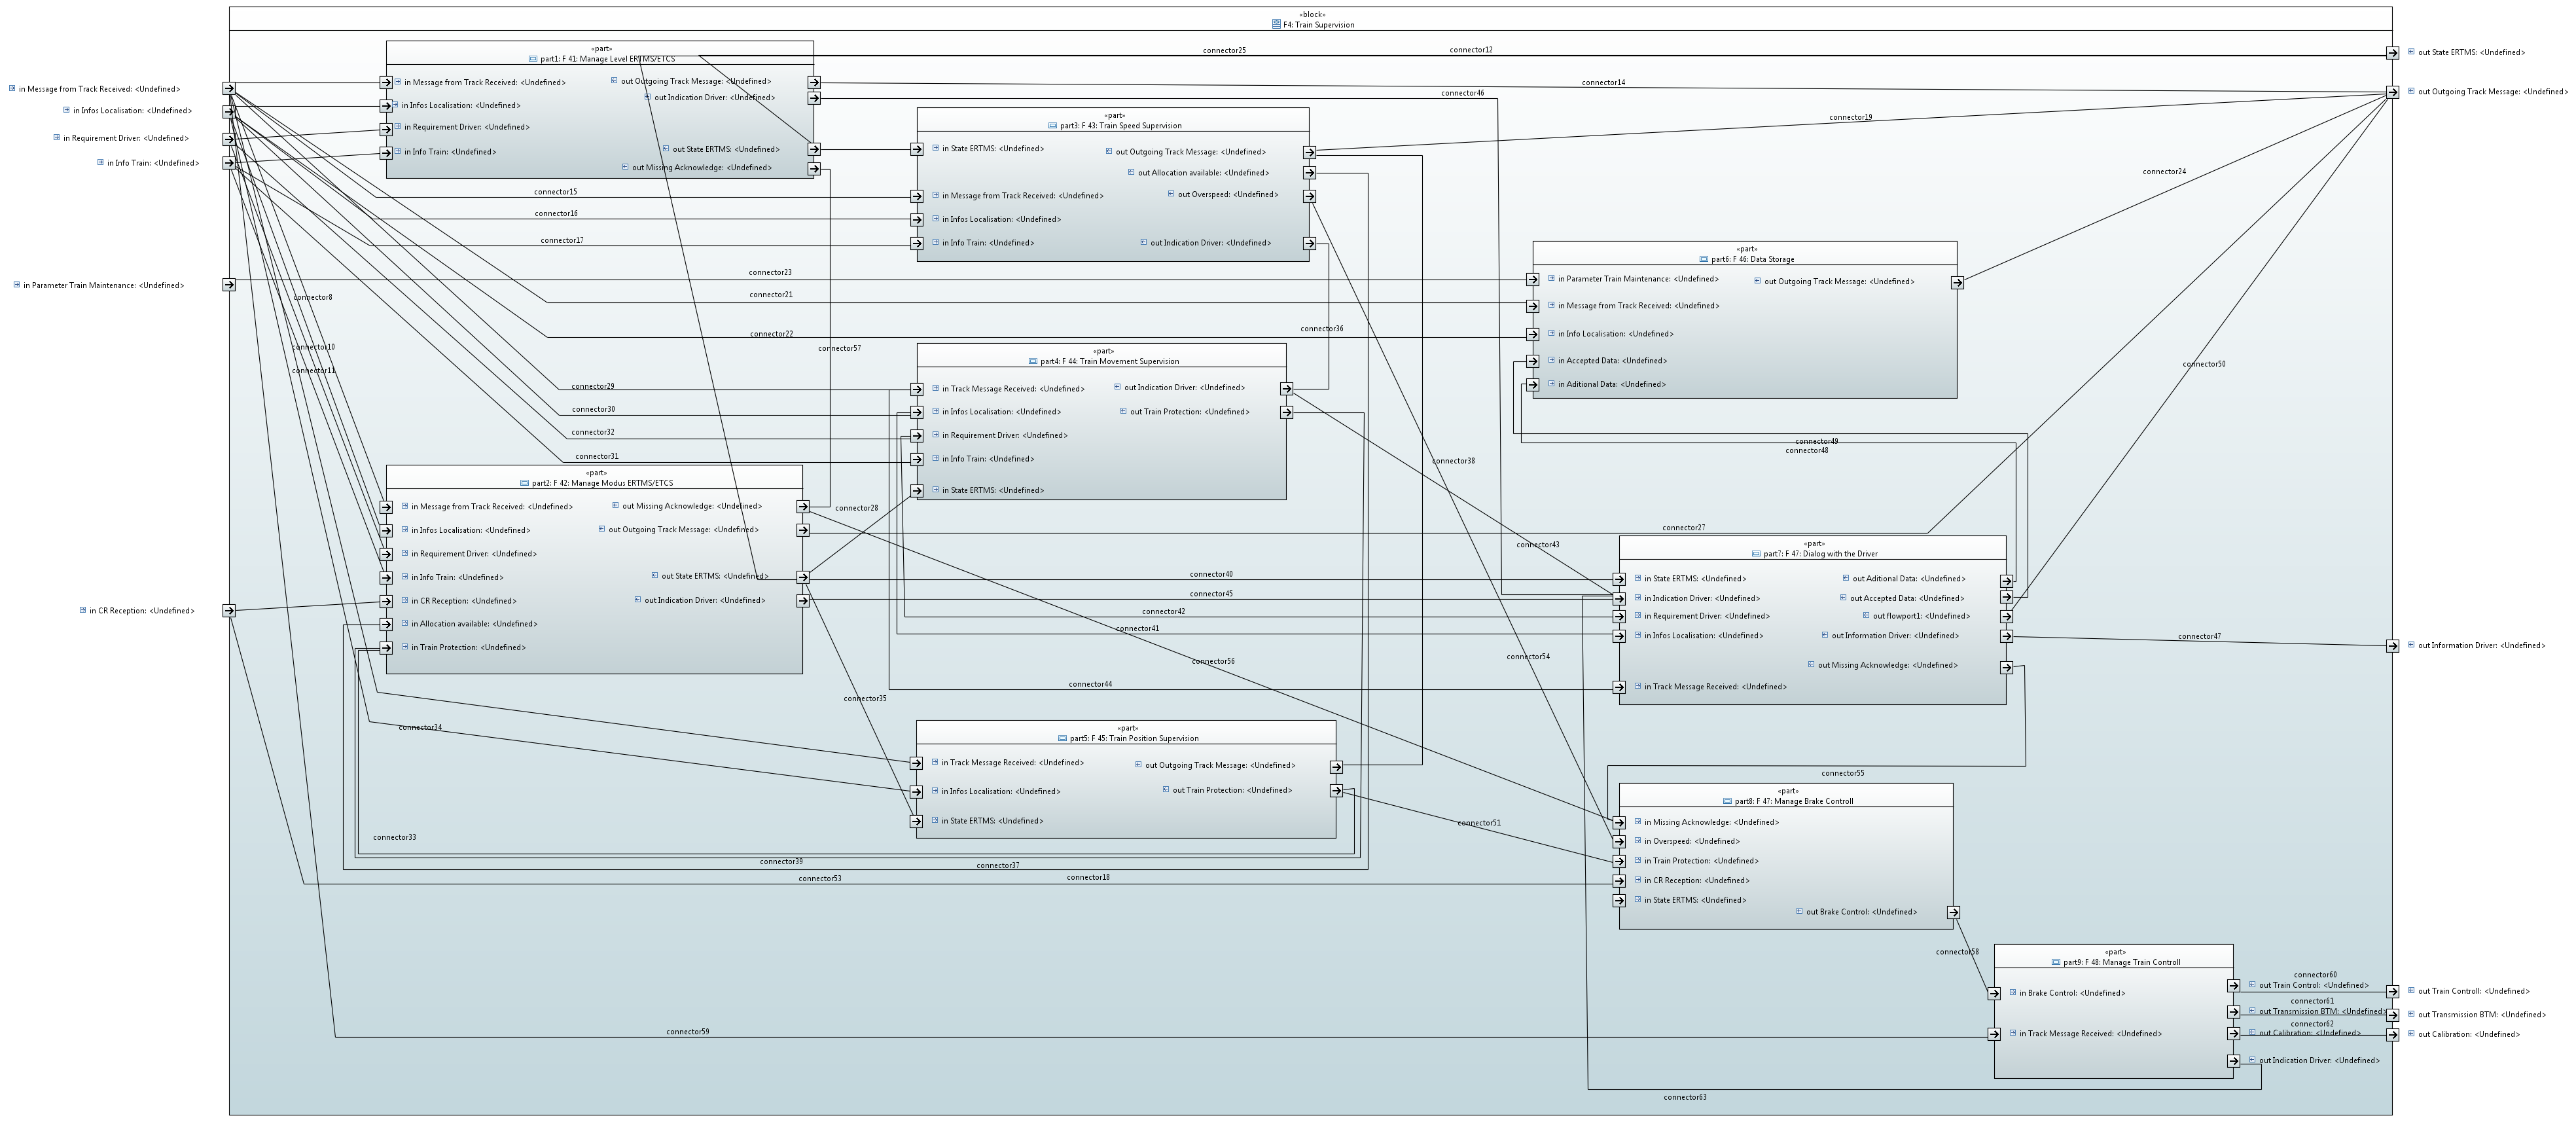 «block»
F4: Train Supervision
in Message from Track Received: <Undefined>
in Infos Localisation: <Undefined>
in Requirement Driver: <Undefined>
in Info Train: <Undefined>
in Parameter Train Maintenance: <Undefined>
in CR Reception: <Undefined>
«part»
part1: F 41: Manage Level ERTMS/ETCS
in Message from Track Received: <Undefined>
in Infos Localisation: <Undefined>
in Requirement Driver: <Undefined>
in Info Train: <Undefined>
out Outgoing Track Message: <Undefined>
out Indication Driver: <Undefined>
out State ERTMS: <Undefined>
out Missing Acknowledge: <Undefined>
connector25
connector12
connector14
connector46
connector19
connector24
«part»
part3: F 43: Train Speed Supervision
in State ERTMS: <Undefined>
in Message from Track Received: <Undefined>
in Infos Localisation: <Undefined>
in Info Train: <Undefined>
out Outgoing Track Message: <Undefined>
out Allocation available: <Undefined>
out Overspeed: <Undefined>
out Indication Driver: <Undefined>
connector15
connector16
connector17
connector23
connector21
connector22
connector8
connector10
connector11
connector57
connector36
connector29
connector30
connector32
connector31
«part»
part6: F 46: Data Storage
in Parameter Train Maintenance: <Undefined>
in Message from Track Received: <Undefined>
in Info Localisation: <Undefined>
in Accepted Data: <Undefined>
in Aditional Data: <Undefined>
out Outgoing Track Message: <Undefined>
connector50
connector49
connector48
«part»
part4: F 44: Train Movement Supervision
in Track Message Received: <Undefined>
in Infos Localisation: <Undefined>
in Requirement Driver: <Undefined>
in Info Train: <Undefined>
in State ERTMS: <Undefined>
out Indication Driver: <Undefined>
out Train Protection: <Undefined>
connector38
connector28
connector27
connector43
«part»
part2: F 42: Manage Modus ERTMS/ETCS
in Message from Track Received: <Undefined>
in Infos Localisation: <Undefined>
in Requirement Driver: <Undefined>
in Info Train: <Undefined>
in CR Reception: <Undefined>
in Allocation available: <Undefined>
in Train Protection: <Undefined>
out Missing Acknowledge: <Undefined>
out Outgoing Track Message: <Undefined>
out State ERTMS: <Undefined>
out Indication Driver: <Undefined>
connector40
connector45
connector42
connector41
connector56
connector54
connector44
connector35
connector34
«part»
part7: F 47: Dialog with the Driver
in State ERTMS: <Undefined>
in Indication Driver: <Undefined>
in Requirement Driver: <Undefined>
in Infos Localisation: <Undefined>
in Track Message Received: <Undefined>
out Aditional Data: <Undefined>
out Accepted Data: <Undefined>
out flowport1: <Undefined>
out Information Driver: <Undefined>
out Missing Acknowledge: <Undefined>
connector47
connector55
«part»
part5: F 45: Train Position Supervision
in Track Message Received: <Undefined>
in Infos Localisation: <Undefined>
in State ERTMS: <Undefined>
out Outgoing Track Message: <Undefined>
out Train Protection: <Undefined>
connector51
connector33
connector39
connector37
connector53
connector18
«part»
part8: F 47: Manage Brake Controll
in Missing Acknowledge: <Undefined>
in Overspeed: <Undefined>
in Train Protection: <Undefined>
in CR Reception: <Undefined>
in State ERTMS: <Undefined>
out Brake Control: <Undefined>
connector58
connector59
«part»
part9: F 48: Manage Train Controll
in Brake Control: <Undefined>
in Track Message Received: <Undefined>
connector60
out Train Control: <Undefined>
connector61
out Transmission BTM: <Undefined>
connector62
out Calibration: <Undefined>
out Indication Driver: <Undefined>
connector63
out State ERTMS: <Undefined>
out Outgoing Track Message: <Undefined>
out Information Driver: <Undefined>
out Train Controll: <Undefined>
out Transmission BTM: <Undefined>
out Calibration: <Undefined>